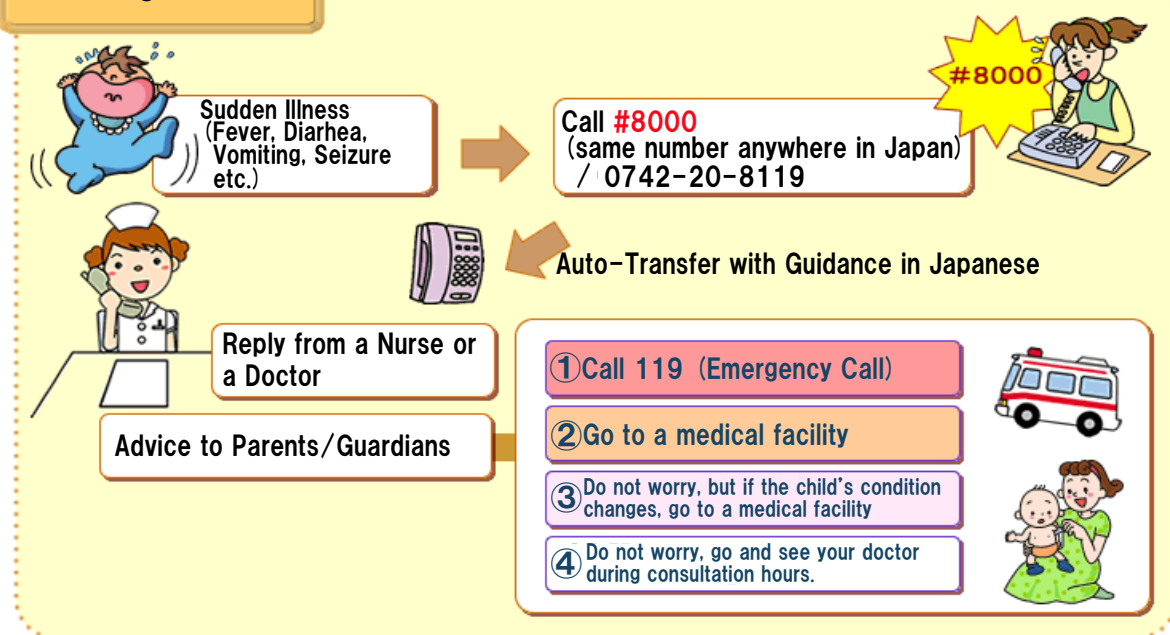 Sudden Illness
(Fever, Diarhea,
Vomiting, Seizure
etc.)
Call #8000
(same number anywhere in Japan)
/ 0742-20-8119
#8000
Auto-Transfer with Guidance in Japanese
Reply from a Nurse or
a Doctor
Advice to Parents/Guardians
①Call 119 (Emergency Call)
②Go to a medical facility
③Do not worry, but if the child's condition
changes, go to a medical facility
④Do not worry, go and see your doctor
during consultation hours.